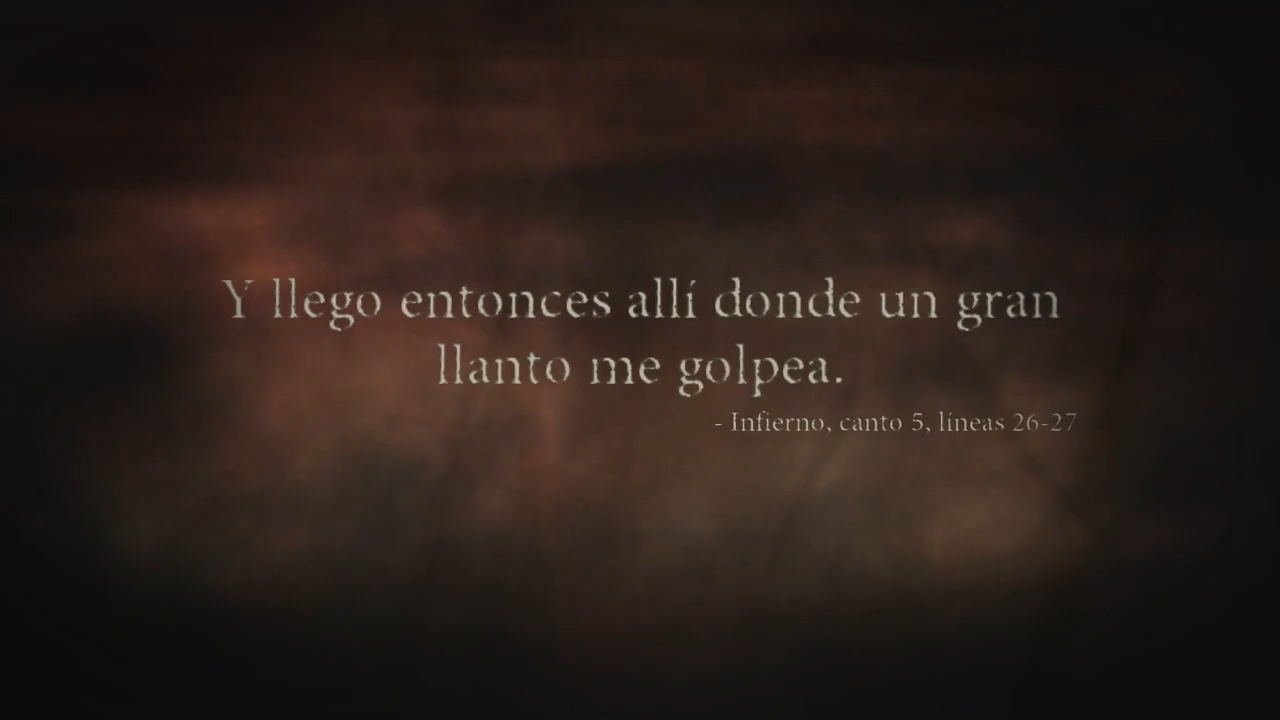 Y llego entonces allí donde un gran
llanto me golpea.
- Infierno, canto 5, líneas 26-27